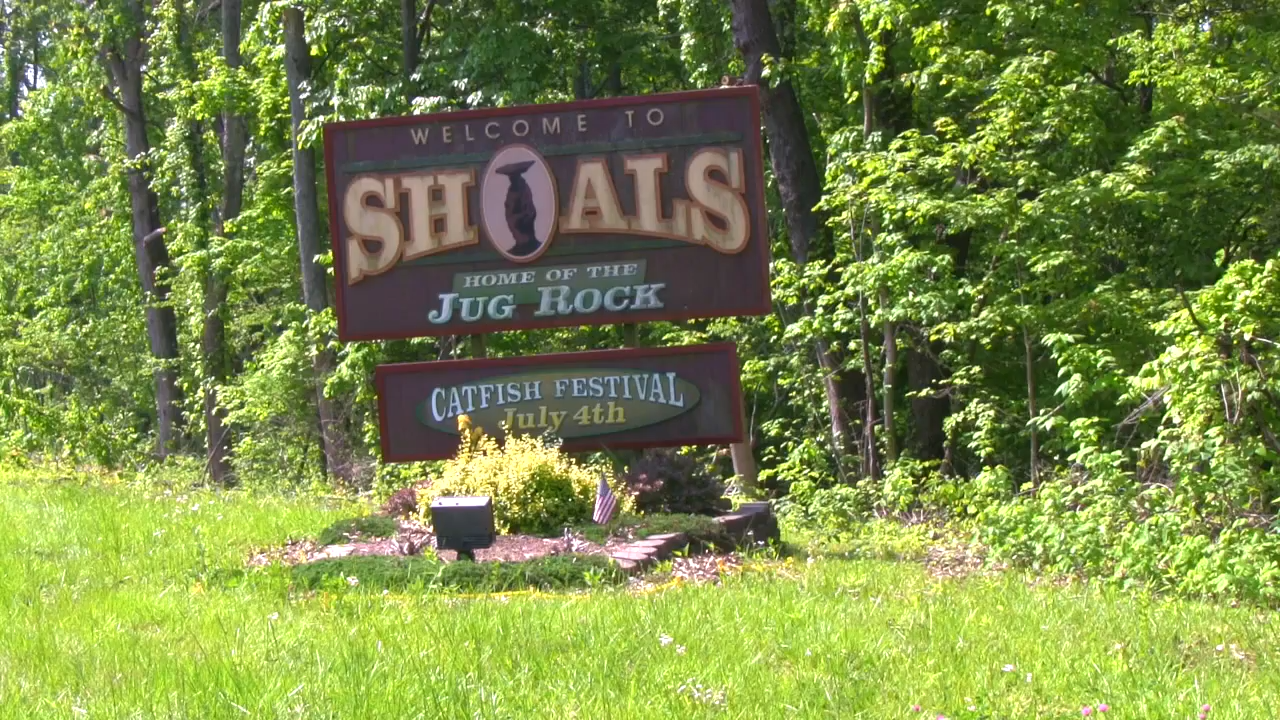 WELCOME TO
SHOALS
HOME OF THE
JUG ROCK
CATFISH FESTIVAL
July 4th